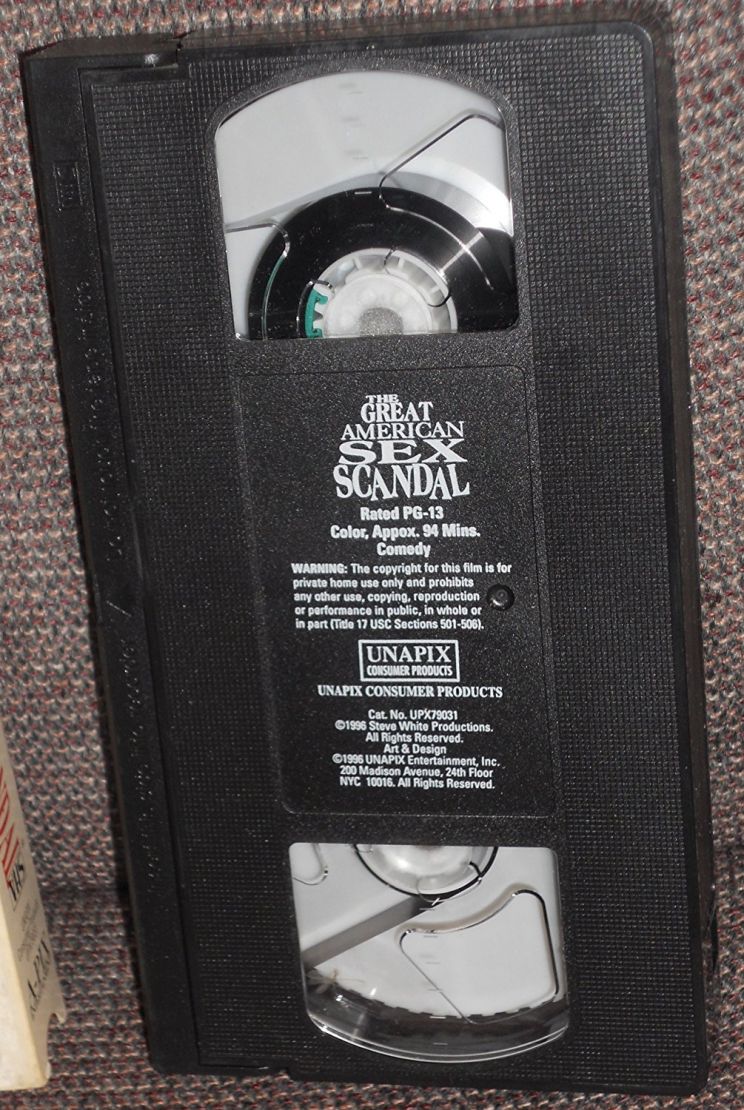 THE
GREAT
AMERICAN
SEX
SCANDAL
Rated PG-13
Color, Appox. 94 Mins.
Comedy
WARNING: The copyright for this film is for
private home use only and prohibits
any other use, copying, reproduction
or performance in public, in whole or
in part (Title 17 USC Sections 501-506).
UNAPIX
CONSUMER PRODUCTS
UNAPIX CONSUMER PRODUCTS
Cat. No. UPX79031
©1996 Steve White Productions.
All Rights Reserved.
Art & Design
©1996 UNAPIX Entertainment, Inc.
200 Madison Avenue, 24th Floor
NYC 10016. All Rights Reserved.
VHS
A-PIX